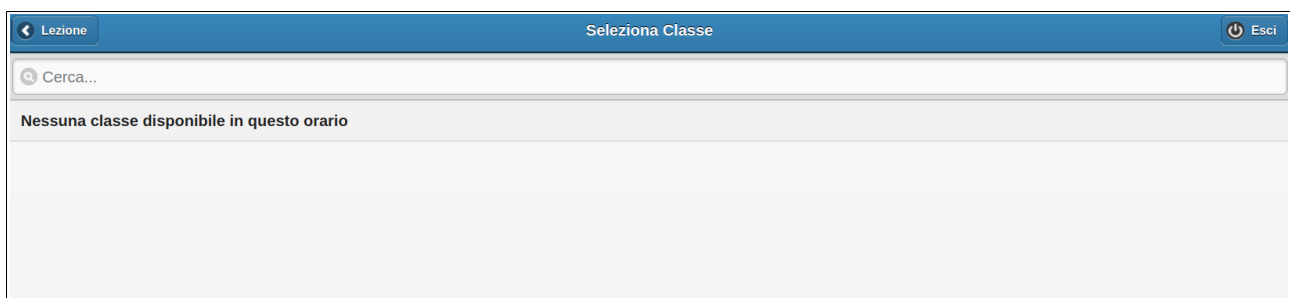 Lezione
Seleziona Classe
Esci
Cerca...
Nessuna classe disponibile in questo orario